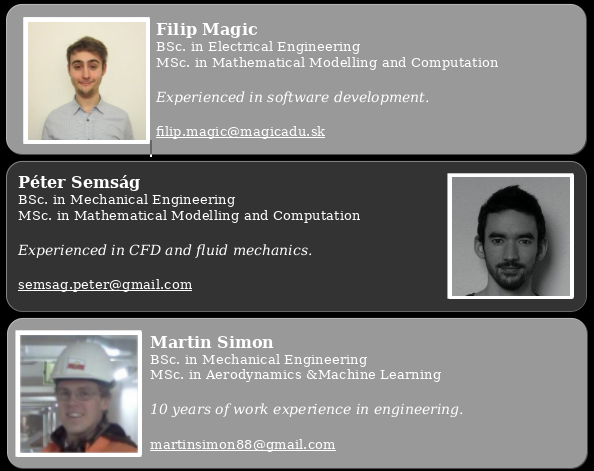 Filip Magic
BSc. in Electrical Engineering
MSc. in Mathematical Modelling and Computation
Experienced in software development.
filip.magic@magicadu.sk
Péter Semság
BSc. in Mechanical Engineering
MSc. in Mathematical Modelling and Computation
Experienced in CFD and fluid mechanics.
semsag.peter@gmail.com
Martin Simon
BSc. in Mechanical Engineering
MSc. in Aerodynamics &Machine Learning
10 years of work experience in engineering.
martinsimon88@gmail.com